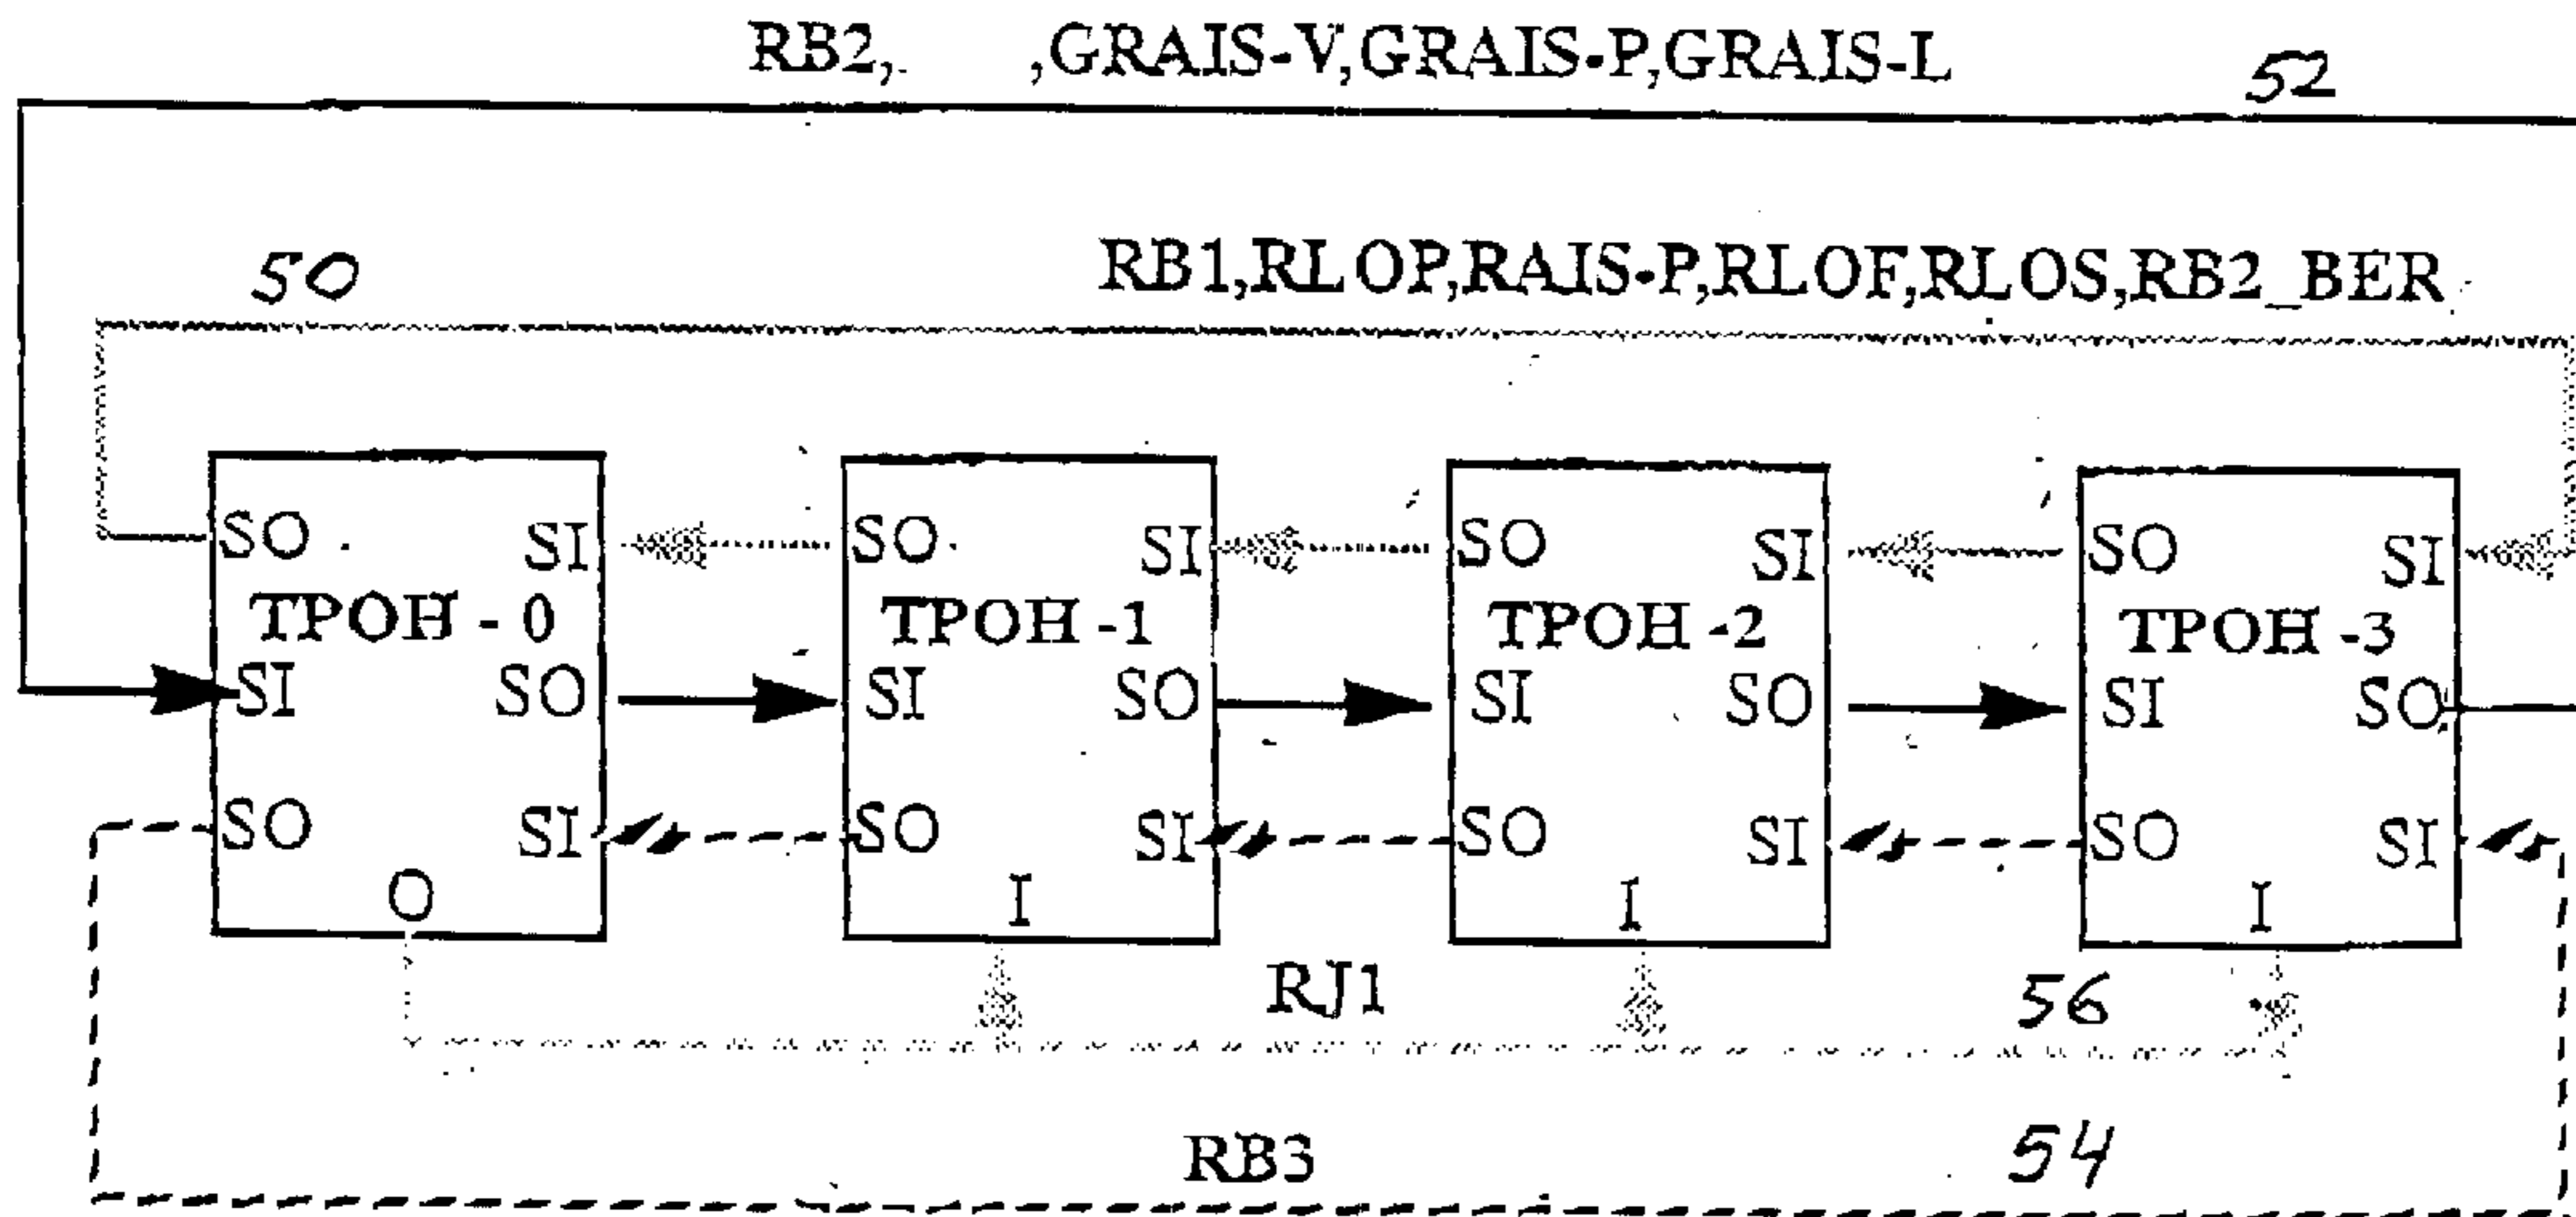 RB2, ,GRAIS-V,GRAIS-P,GRAIS-L 52
50 RB1,RLOP,RAIS-P,RLOF,RLOS,RB2_BER
SO SI SO SI SO SI SO SI
TPOH - 0 TPOH -1 TPOH -2 TPOH -3
SI SO SI SO SI SO SI SO
SO SI SO SI SO SI SO SI
O I I I
RJ1 56
RB3 54